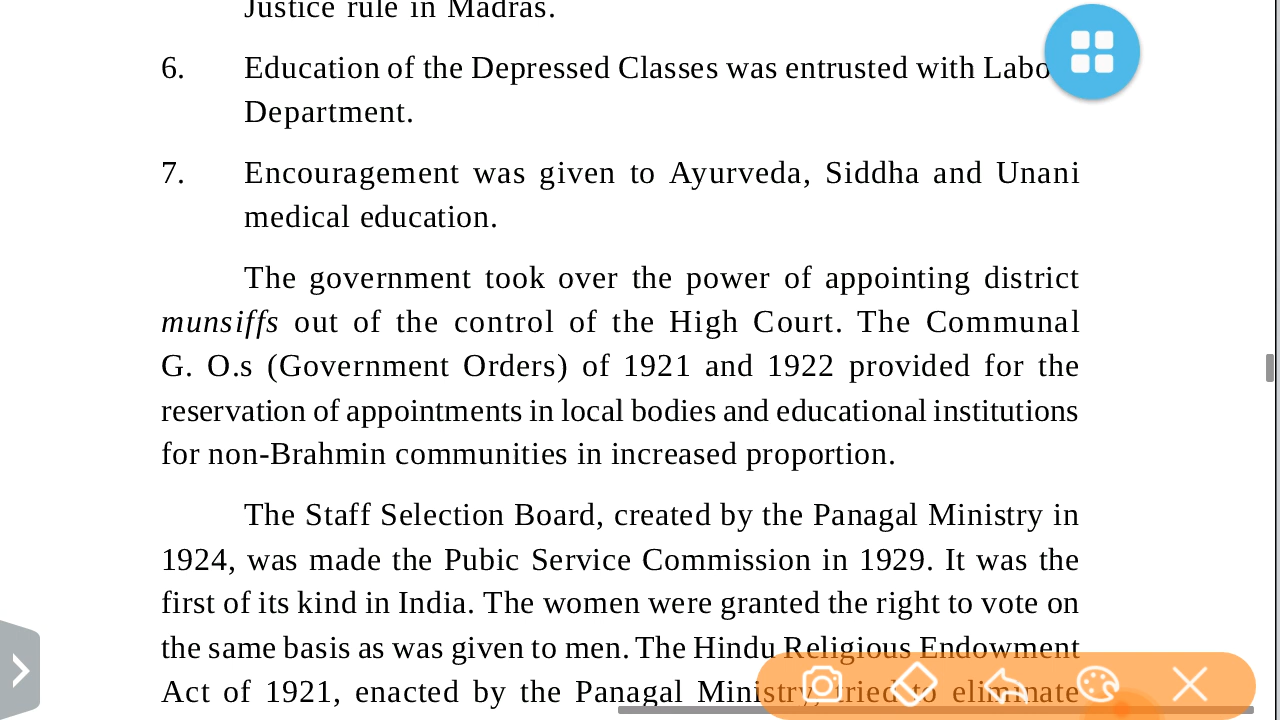 Justice rule in Madras.
6. Education of the Depressed Classes was entrusted with
Department.
7. Encouragement was given to Ayurveda, Siddha and Unani
medical education.
The government took over the power of appointing district
munsiffs out of the control of the High Court. The Communal
G. O.s (Government Orders) of 1921 and 1922 provided for the
reservation of appointments in local bodies and educational institutions
for non-Brahmin communities in increased proportion.
The Staff Selection Board, created by the Panagal Ministry in
1924, was made the Pubic Service Commission in 1929. It was the
first of its kind in India. The women were granted the right to vote on
the same basis as was given to men. The Hindu Religious Endowment
Act of 1921, enacted by the Panagal Ministry, tried to eliminate